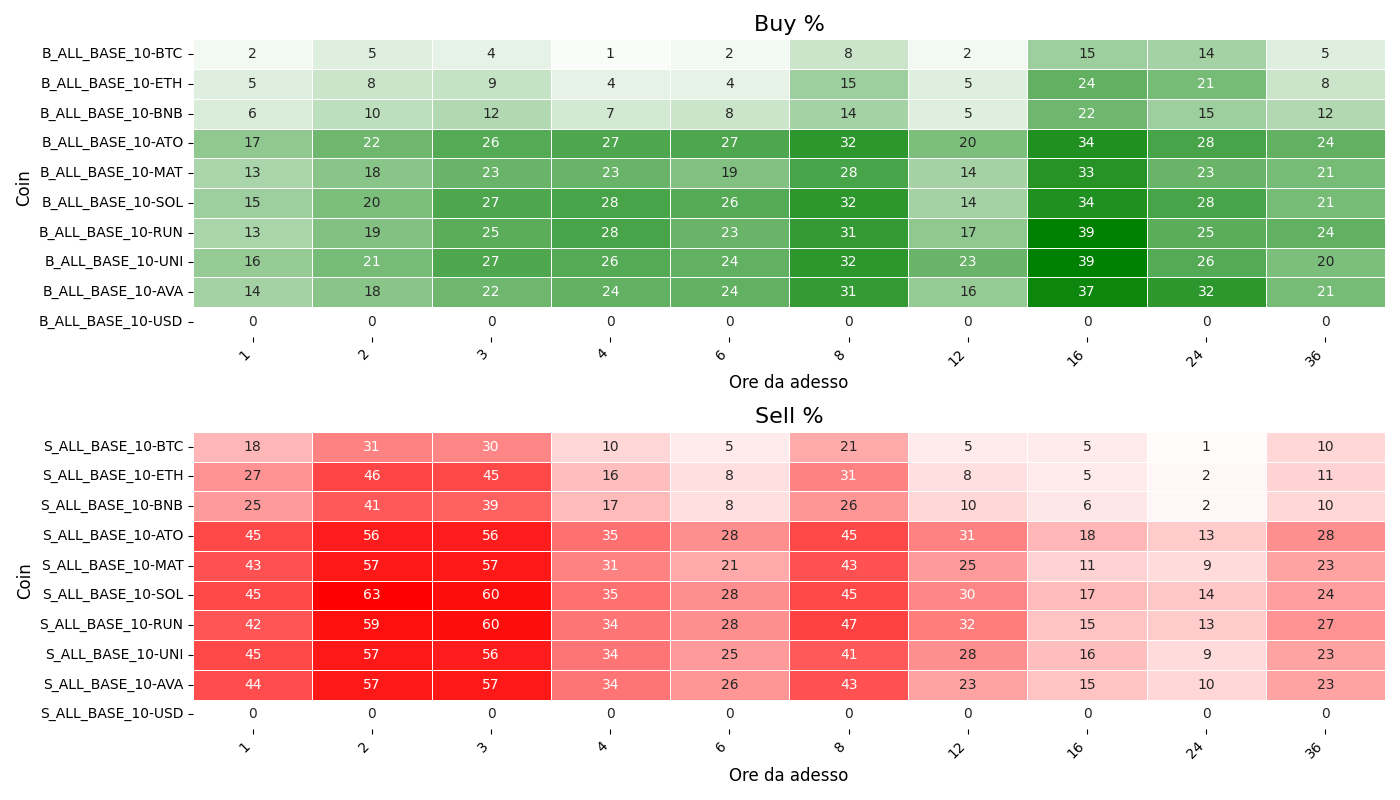 Buy %
Coin
B_ALL_BASE_10-BTC 2 5 4 1 2 8 2 15 14 5
B_ALL_BASE_10-ETH 5 8 9 4 4 15 5 24 21 8
B_ALL_BASE_10-BNB 6 10 12 7 8 14 5 22 15 12
B_ALL_BASE_10-ATO 17 22 26 27 27 32 20 34 28 24
B_ALL_BASE_10-MAT 13 18 23 23 19 28 14 33 23 21
B_ALL_BASE_10-SOL 15 20 27 28 26 32 14 34 28 21
B_ALL_BASE_10-RUN 13 19 25 28 23 31 17 39 25 24
B_ALL_BASE_10-UNI 16 21 27 26 24 32 23 39 26 20
B_ALL_BASE_10-AVA 14 18 22 24 24 31 16 37 32 21
B_ALL_BASE_10-USD 0 0 0 0 0 0 0 0 0 0
1 2 3 4 6 8 12 16 24 36
Ore da adesso
Sell %
Coin
S_ALL_BASE_10-BTC 18 31 30 10 5 21 5 5 1 10
S_ALL_BASE_10-ETH 27 46 45 16 8 31 8 5 2 11
S_ALL_BASE_10-BNB 25 41 39 17 8 26 10 6 2 10
S_ALL_BASE_10-ATO 45 56 56 35 28 45 31 18 13 28
S_ALL_BASE_10-MAT 43 57 57 31 21 43 25 11 9 23
S_ALL_BASE_10-SOL 45 63 60 35 28 45 30 17 14 24
S_ALL_BASE_10-RUN 42 59 60 34 28 47 32 15 13 27
S_ALL_BASE_10-UNI 45 57 56 34 25 41 28 16 9 23
S_ALL_BASE_10-AVA 44 57 57 34 26 43 23 15 10 23
S_ALL_BASE_10-USD 0 0 0 0 0 0 0 0 0 0
1 2 3 4 6 8 12 16 24 36
Ore da adesso